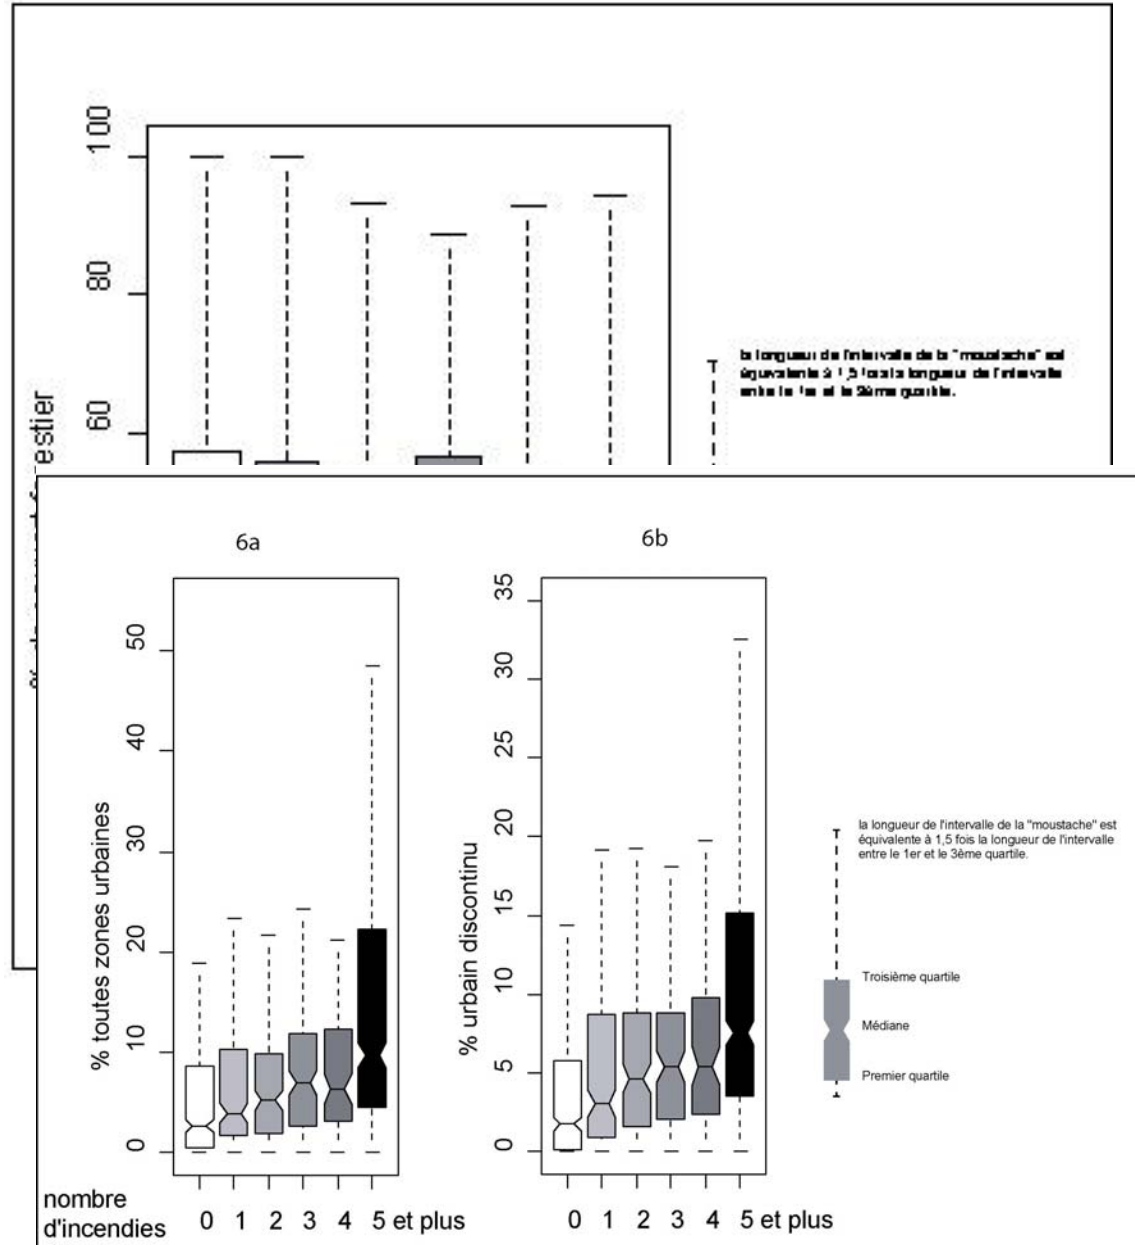 100
80
60
estier
la longueur de l'intervalle de la "moustache" est
équivalente à 1,5 fois la longueur de l'intervalle
entre le 1er et le 3ème quartile.
6a
50
40
30
20
10
0
% toutes zones urbaines
6b
35
30
25
20
15
10
5
0
% urbain discontinu
la longueur de l'intervalle de la "moustache" est
équivalente à 1,5 fois la longueur de l'intervalle
entre le 1er et le 3ème quartile.
Troisième quartile
Médiane
Premier quartile
nombre
d'incendies
0 1 2 3 4 5 et plus
0 1 2 3 4 5 et plus